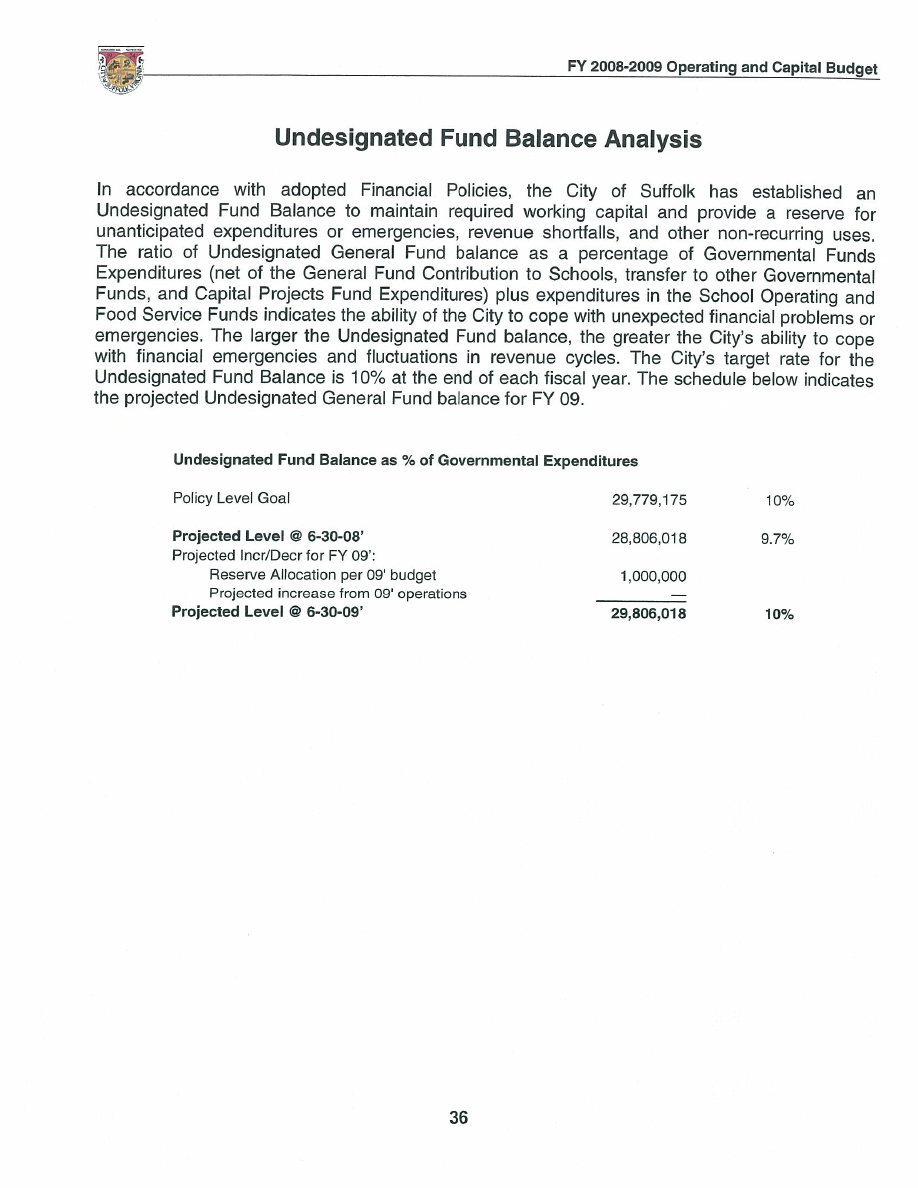 FY 2008-2009 Operating and Capital Budget
Undesignated Fund Balance Analysis
In accordance with adopted Financial Policies, the City of Suffolk has established an
Undesignated Fund Balance to maintain required working capital and provide a reserve for
unanticipated expenditures or emergencies, revenue shortfalls, and other non-recurring uses.
The ratio of Undesignated General Fund balance as a percentage of Governmental Funds
Expenditures (net of the General Fund Contribution to Schools, transfer to other Governmental
Funds, and Capital Projects Fund Expenditures) plus expenditures in the School Operating and
Food Service Funds indicates the ability of the City to cope with unexpected financial problems or
emergencies. The larger the Undesignated Fund balance, the greater the City's ability to cope
with financial emergencies and fluctuations in revenue cycles. The City's target rate for the
Undesignated Fund Balance is 10% at the end of each fiscal year. The schedule below indicates
the projected Undesignated General Fund balance for FY 09.
Undesignated Fund Balance as % of Governmental Expenditures
Policy Level Goal 29,779,175 10%
Projected Level @ 6-30-08' 28,806,018 9.7%
Projected Incr/Decr for FY 09':
Reserve Allocation per 09' budget 1,000,000
Projected increase from 09' operations —
Projected Level @ 6-30-09' 29,806,018 10%
36